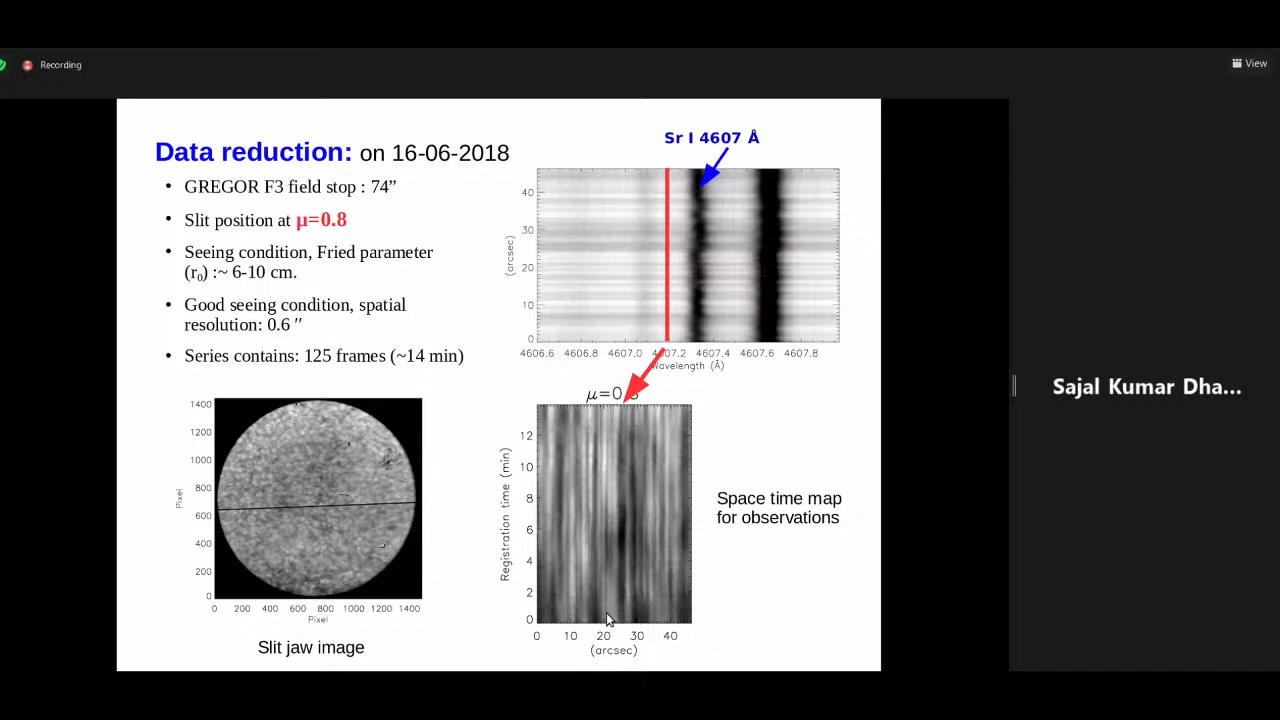 Recording
View
Data reduction: on 16-06-2018
• GREGOR F3 field stop : 74”
• Slit position at μ=0.8
• Seeing condition, Fried parameter
(r0) :~ 6-10 cm.
• Good seeing condition, spatial
resolution: 0.6 ″
• Series contains: 125 frames (~14 min)
Sr I 4607 Å
40
30
20
10
0
(arcsec)
4606.6 4606.8 4607.0 4607.2 4607.4 4607.6 4607.8
Wavelength (Å)
1400
1200
1000
800
600
400
200
0
Pixel
0 200 400 600 800 1000 1200 1400
Pixel
Slit jaw image
μ=0.8
12
10
8
6
4
2
0
Registration time (min)
0 10 20 30 40
(arcsec)
Space time map
for observations
Sajal Kumar Dha...